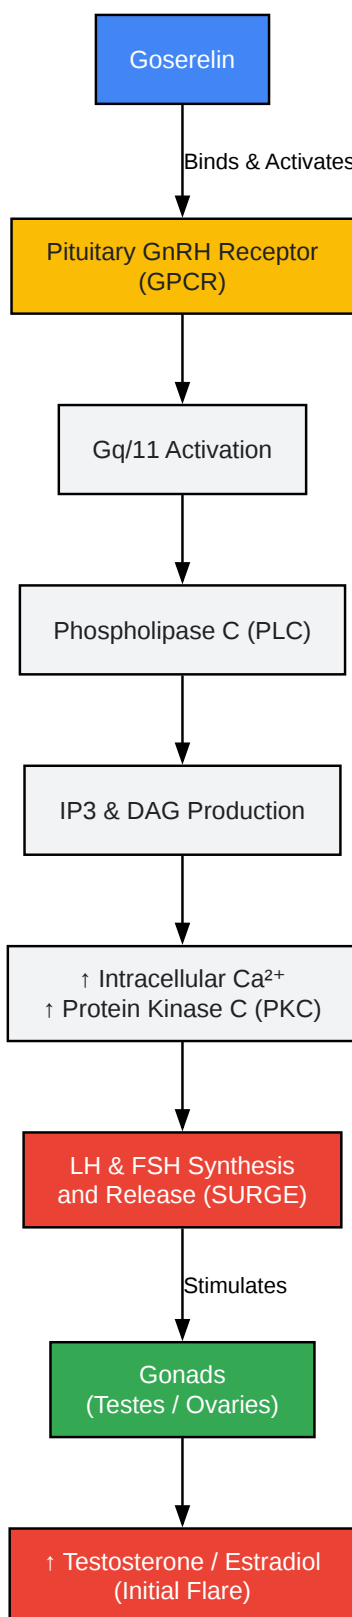 Goserelin
Binds & Activates
Pituitary GnRH Receptor
(GPCR)
Gq/11 Activation
Phospholipase C (PLC)
IP3 & DAG Production
↑ Intracellular Ca²⁺
↑ Protein Kinase C (PKC)
LH & FSH Synthesis
and Release (SURGE)
Stimulates
Gonads
(Testes / Ovaries)
↑ Testosterone / Estradiol
(Initial Flare)